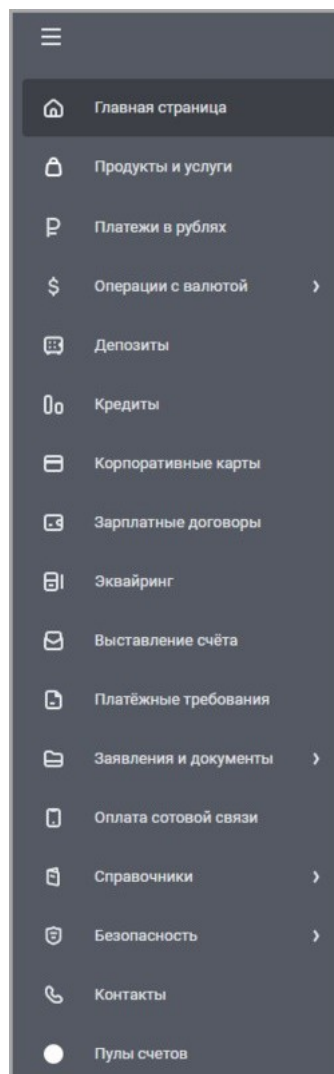 Главная страница
Продукты и услуги
Платежи в рублях
Операции с валютой
Депозиты
Кредиты
Корпоративные карты
Зарплатные договоры
Эквайринг
Выставление счёта
Платёжные требования
Заявления и документы
Оплата сотовой связи
Справочники
Безопасность
Контакты
Пулы счетов